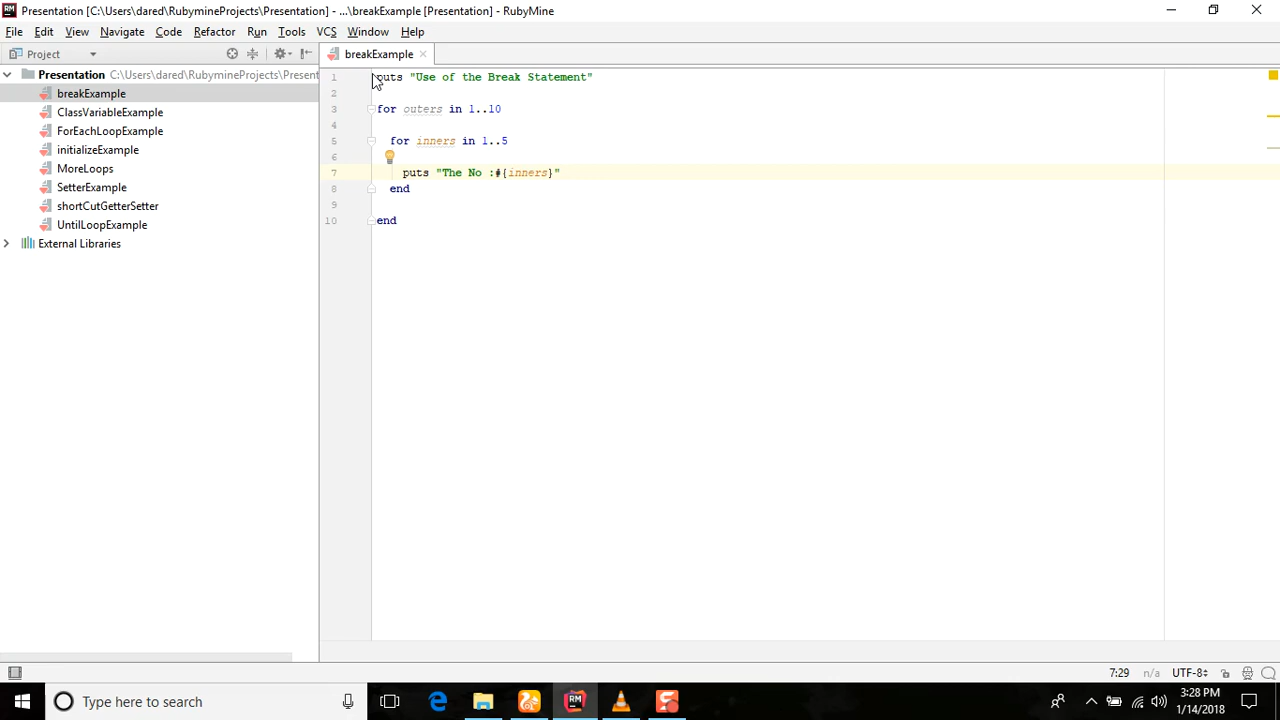 RM Presentation [C:\Users\dared\RubymineProjects\Presentation] - ...\breakExample [Presentation] - RubyMine
File Edit View Navigate Code Refactor Run Tools VCS Window Help
Project breakExample
Presentation C:\Users\dared\RubymineProjects\Present
breakExample
ClassVariableExample
ForEachLoopExample
initializeExample
MoreLoops
SetterExample
shortCutGetterSetter
UntilLoopExample
External Libraries
1 puts "Use of the Break Statement"
2
3 for outers in 1..10
4
5 for inners in 1..5
6
7 puts "The No :#{inners}"
8 end
9
10 end
7:29 n/a UTF-8
Type here to search
RM
3:28 PM
1/14/2018